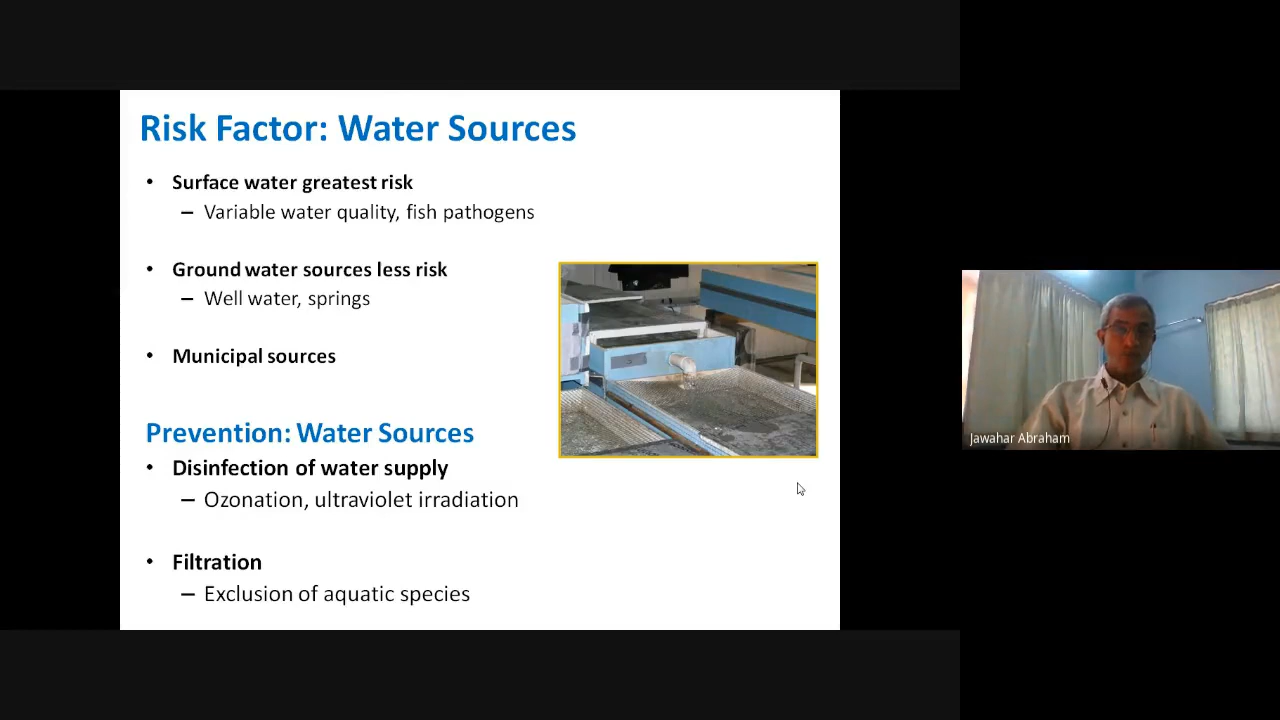 Risk Factor: Water Sources
• Surface water greatest risk
– Variable water quality, fish pathogens
• Ground water sources less risk
– Well water, springs
• Municipal sources
Prevention: Water Sources
• Disinfection of water supply
– Ozonation, ultraviolet irradiation
• Filtration
– Exclusion of aquatic species
Jawahar Abraham